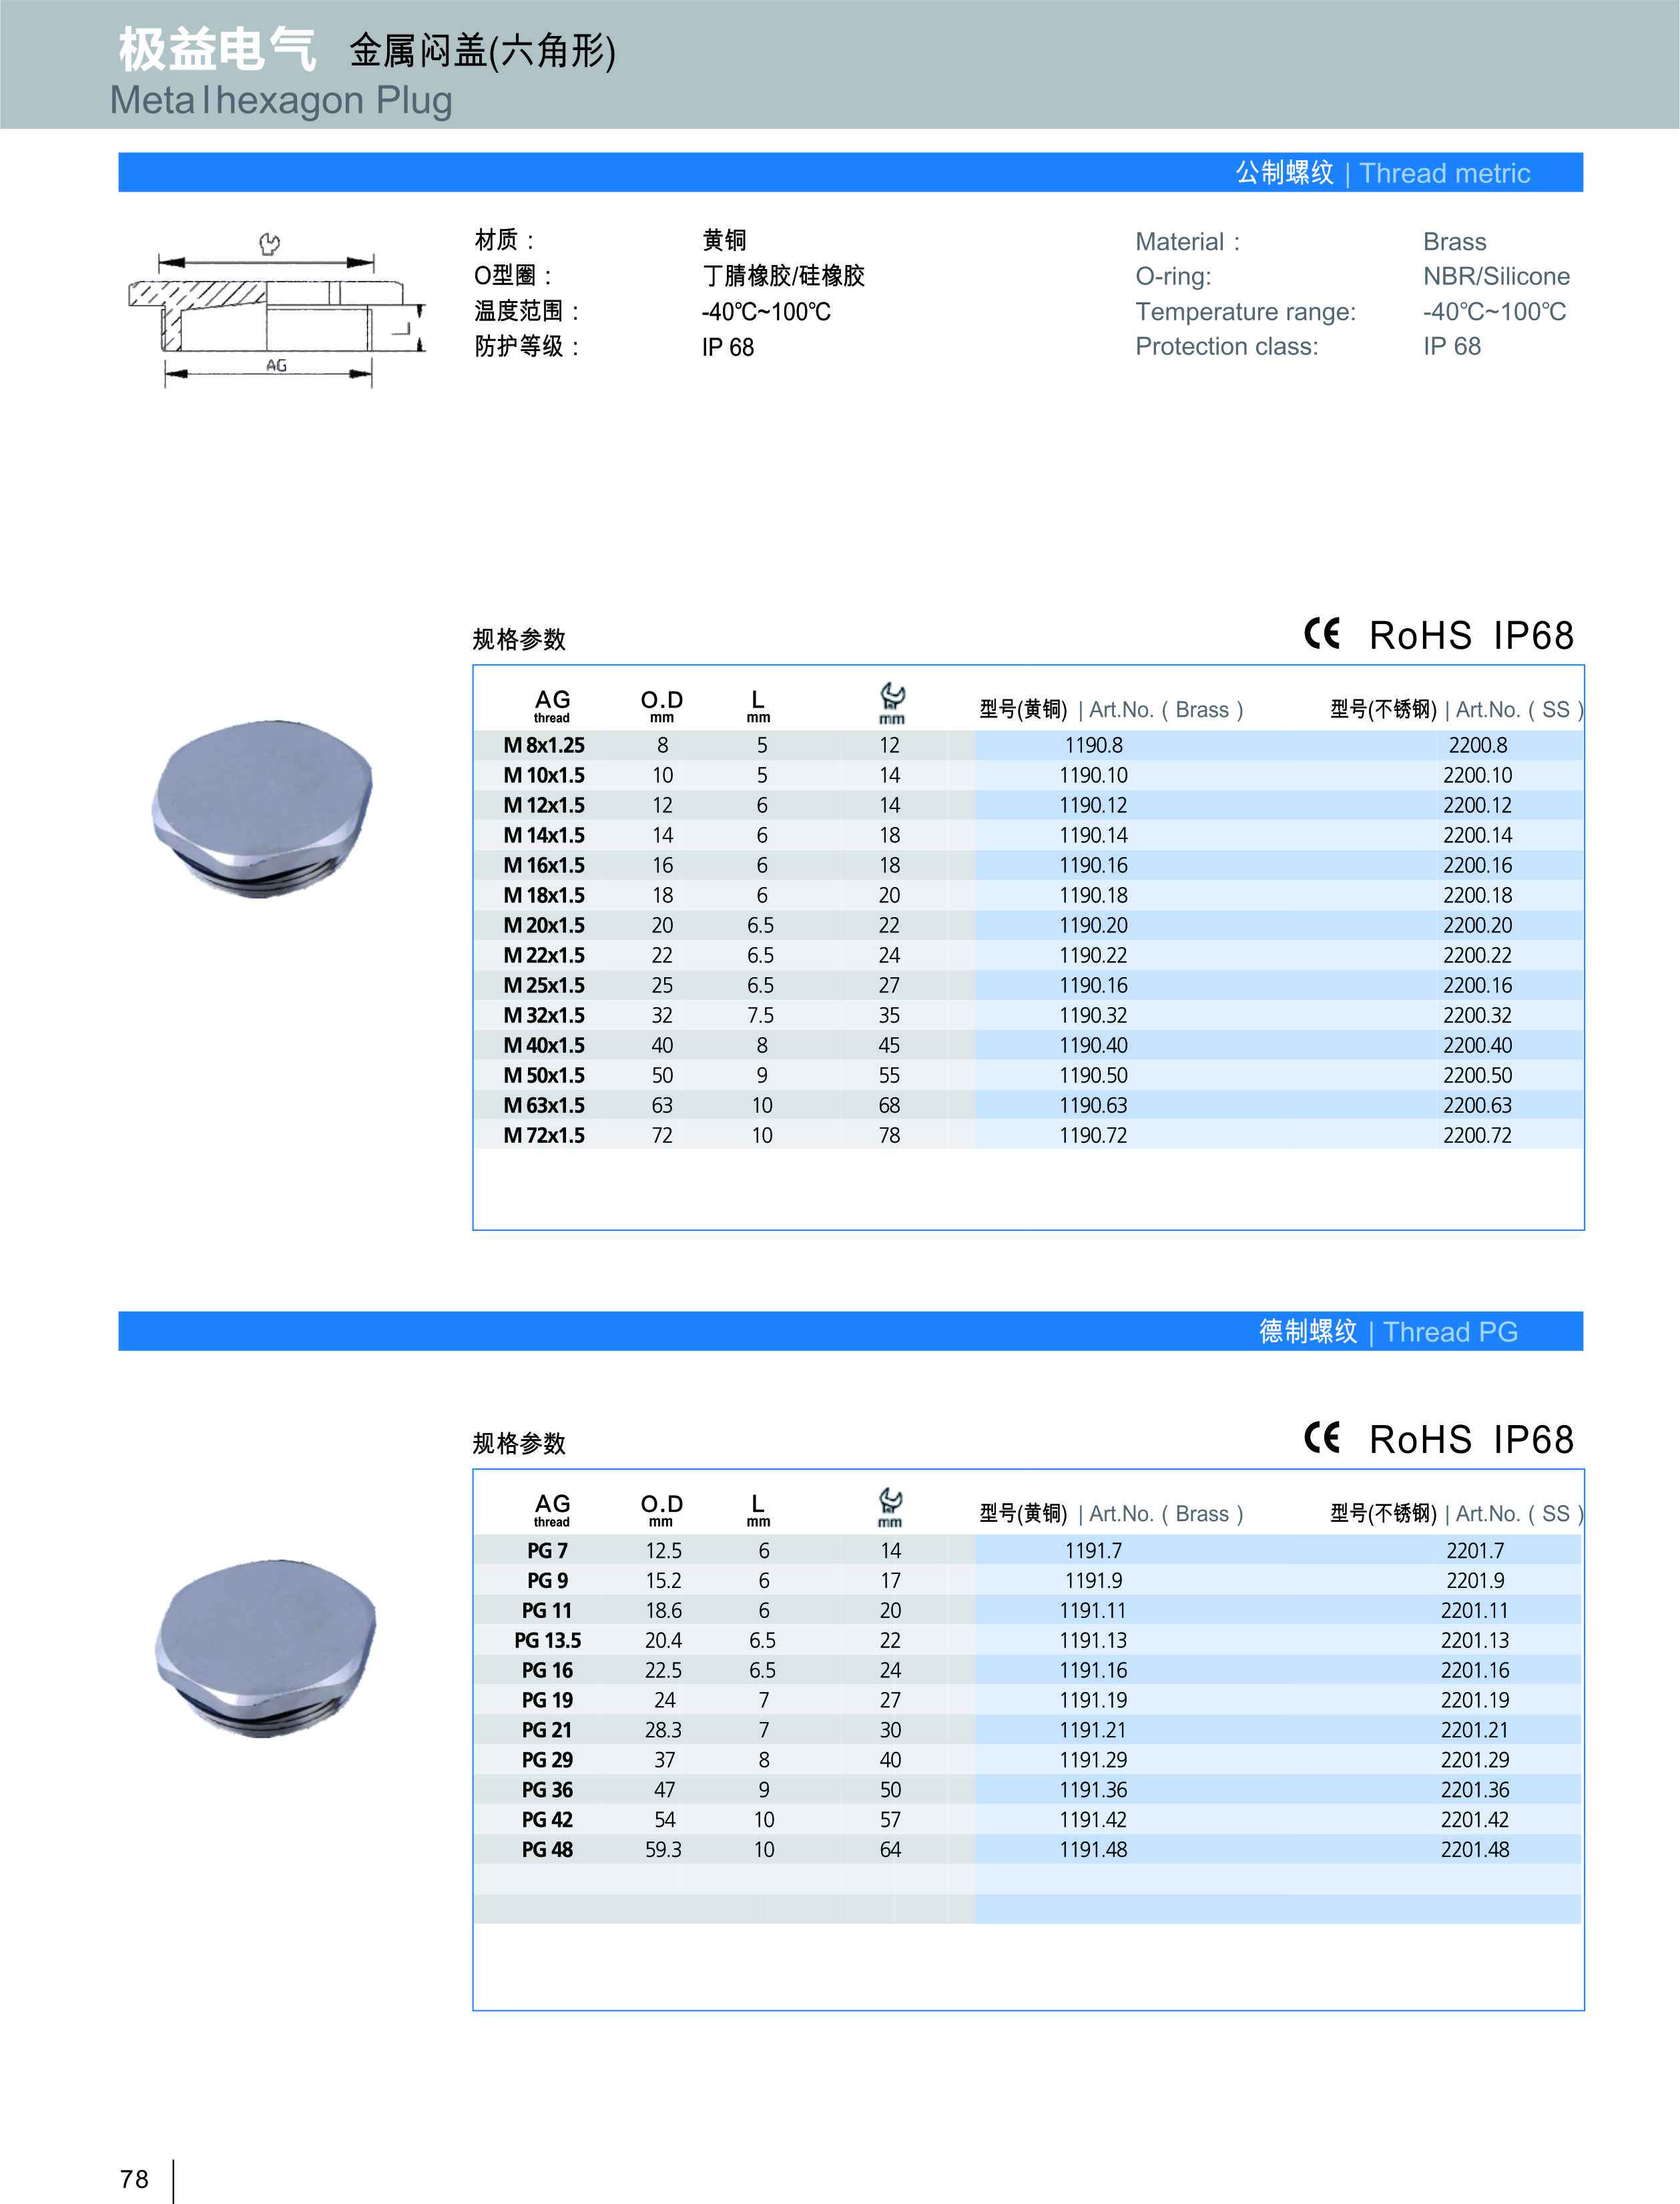 极益电气 金属闷盖(六角形)
Metalhexagon Plug
公制螺纹 | Thread metric
材质： 黄铜 Material： Brass
O型圈： 丁腈橡胶/硅橡胶 O-ring: NBR/Silicone
温度范围： -40℃~100℃ Temperature range: -40℃~100℃
防护等级： IP 68 Protection class: IP 68
L
AG
规格参数 CE RoHS IP68
AG O.D L 型号(黄铜) | Art.No.（Brass） 型号(不锈钢) | Art.No.（SS）
thread mm mm mm
M 8x1.25 8 5 12 1190.8 2200.8
M 10x1.5 10 5 14 1190.10 2200.10
M 12x1.5 12 6 14 1190.12 2200.12
M 14x1.5 14 6 18 1190.14 2200.14
M 16x1.5 16 6 18 1190.16 2200.16
M 18x1.5 18 6 20 1190.18 2200.18
M 20x1.5 20 6.5 22 1190.20 2200.20
M 22x1.5 22 6.5 24 1190.22 2200.22
M 25x1.5 25 6.5 27 1190.16 2200.16
M 32x1.5 32 7.5 35 1190.32 2200.32
M 40x1.5 40 8 45 1190.40 2200.40
M 50x1.5 50 9 55 1190.50 2200.50
M 63x1.5 63 10 68 1190.63 2200.63
M 72x1.5 72 10 78 1190.72 2200.72
德制螺纹 | Thread PG
规格参数 CE RoHS IP68
AG O.D L 型号(黄铜) | Art.No.（Brass） 型号(不锈钢) | Art.No.（SS）
thread mm mm mm
PG 7 12.5 6 14 1191.7 2201.7
PG 9 15.2 6 17 1191.9 2201.9
PG 11 18.6 6 20 1191.11 2201.11
PG 13.5 20.4 6.5 22 1191.13 2201.13
PG 16 22.5 6.5 24 1191.16 2201.16
PG 19 24 7 27 1191.19 2201.19
PG 21 28.3 7 30 1191.21 2201.21
PG 29 37 8 40 1191.29 2201.29
PG 36 47 9 50 1191.36 2201.36
PG 42 54 10 57 1191.42 2201.42
PG 48 59.3 10 64 1191.48 2201.48
78